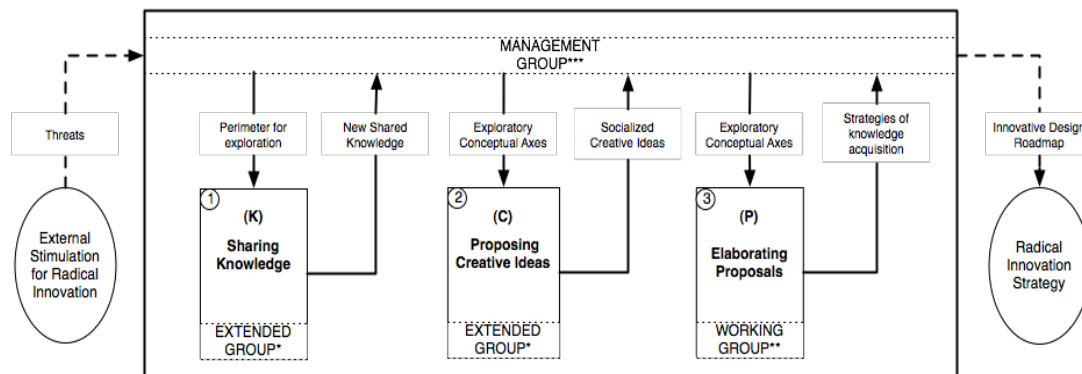 MANAGEMENT
GROUP***
Threats
Perimeter for
exploration
New Shared
Knowledge
Exploratory
Conceptual Axes
Socialized
Creative Ideas
Exploratory
Conceptual Axes
Strategies of
knowledge
acquisition
Innovative Design
Roadmap
External
Stimulation
for Radical
Innovation
1
(K)
Sharing
Knowledge
EXTENDED
GROUP*
2
(C)
Proposing
Creative Ideas
EXTENDED
GROUP*
3
(P)
Elaborating
Proposals
WORKING
GROUP**
Radical
Innovation
Strategy